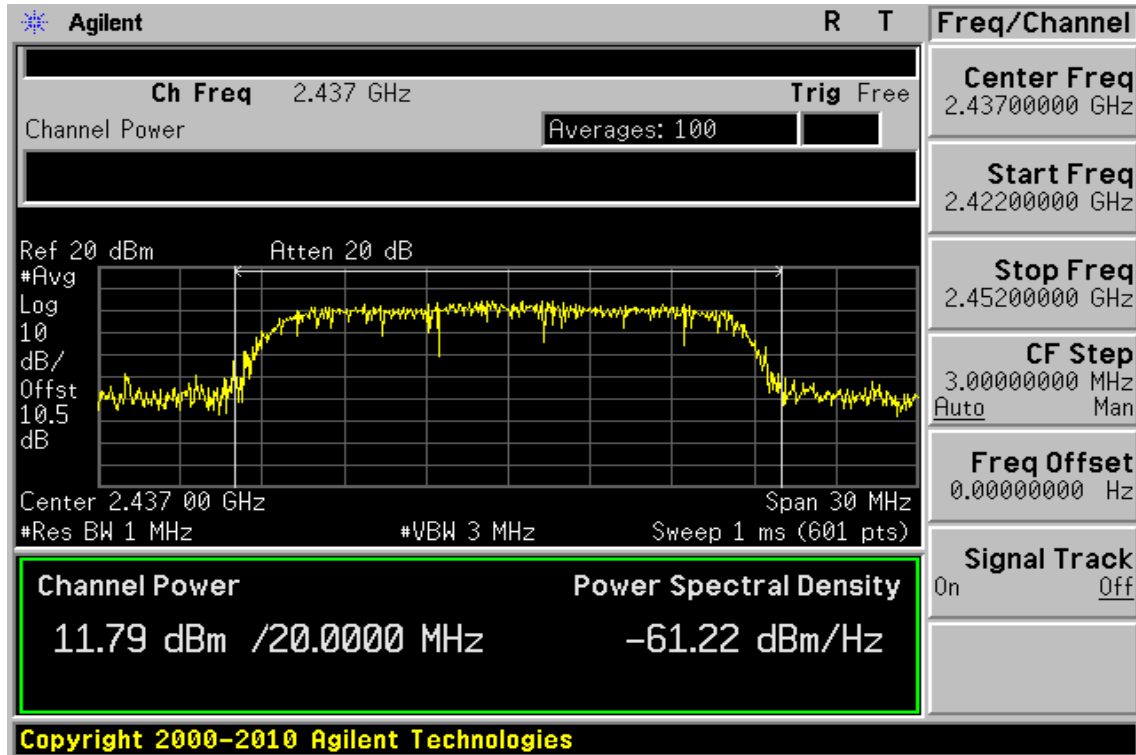 Agilent R T
Freq/Channel
Ch Freq 2.437 GHz Trig Free
Channel Power Averages: 100
Ref 20 dBm Atten 20 dB
#Avg
Log
10
dB/
Offst
10.5
dB
Center 2.437 00 GHz Span 30 MHz
#Res BW 1 MHz #VBW 3 MHz Sweep 1 ms (601 pts)
Channel Power Power Spectral Density
11.79 dBm /20.0000 MHz -61.22 dBm/Hz
Center Freq
2.43700000 GHz
Start Freq
2.42200000 GHz
Stop Freq
2.45200000 GHz
CF Step
3.00000000 MHz
Auto Man
Freq Offset
0.00000000 Hz
Signal Track
On Off
Copyright 2000-2010 Agilent Technologies